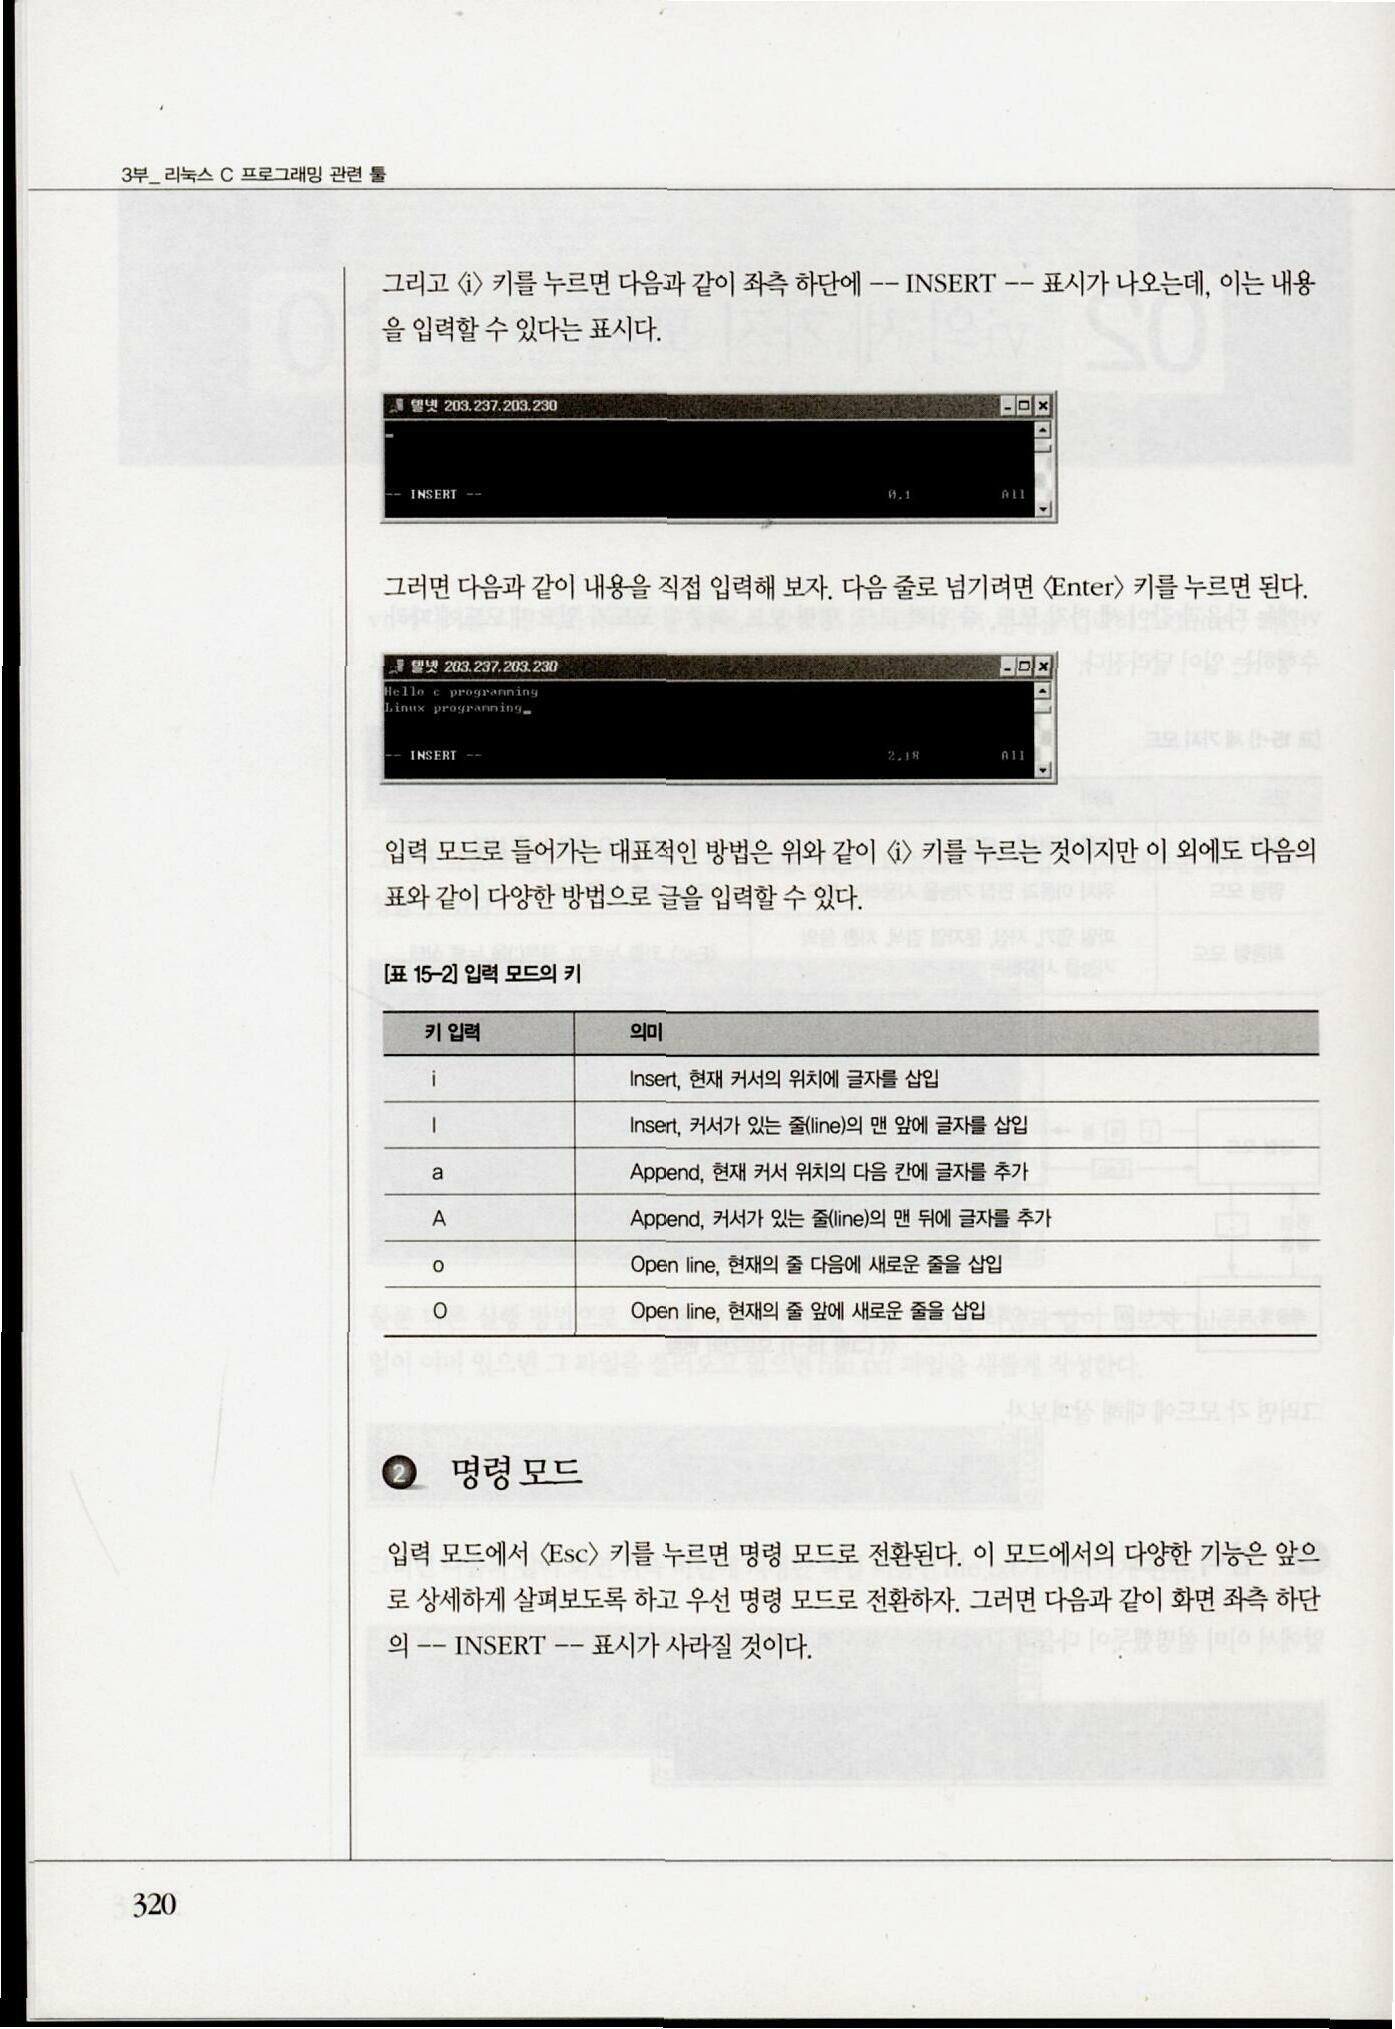 3부_ 리눅스 C 프로그래밍 관련 툴
그리고 〈i〉 키를 누르면 다음과 같이 좌측 하단에 -- INSERT -- 표시가 나오는데, 이는 내용
을 입력할 수 있다는 표시다.
텔넷 203.237.203.230
-- INSERT -- 0,1 All
그러면 다음과 같이 내용을 직접 입력해 보자. 다음 줄로 넘기려면 〈Enter〉 키를 누르면 된다.
텔넷 203.237.203.230
Hello c programming
Linux programming_
-- INSERT -- 2,18 All
입력 모드로 들어가는 대표적인 방법은 위와 같이 〈i〉 키를 누르는 것이지만 이 외에도 다음의
표와 같이 다양한 방법으로 글을 입력할 수 있다.
[표 15-2] 입력 모드의 키
키 입력 의미
i Insert, 현재 커서의 위치에 글자를 삽입
I Insert, 커서가 있는 줄(line)의 맨 앞에 글자를 삽입
a Append, 현재 커서 위치의 다음 칸에 글자를 추가
A Append, 커서가 있는 줄(line)의 맨 뒤에 글자를 추가
o Open line, 현재의 줄 다음에 새로운 줄을 삽입
O Open line, 현재의 줄 앞에 새로운 줄을 삽입
2 명령 모드
입력 모드에서 〈Esc〉 키를 누르면 명령 모드로 전환된다. 이 모드에서의 다양한 기능은 앞으
로 상세하게 살펴보도록 하고 우선 명령 모드로 전환하자. 그러면 다음과 같이 화면 좌측 하단
의 -- INSERT -- 표시가 사라질 것이다.
320